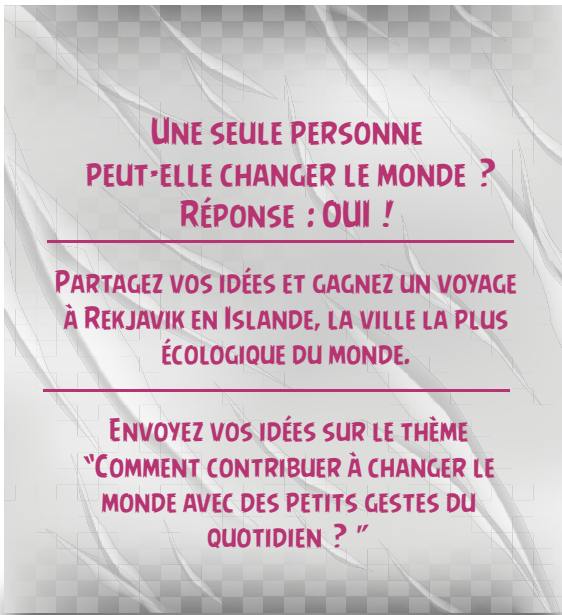 Une seule personne
peut-elle changer le monde ?
Réponse : OUI !
Partagez vos idées et gagnez un voyage
à Rekjavik en Islande, la ville la plus
écologique du monde.
Envoyez vos idées sur le thème
“Comment contribuer à changer le
monde avec des petits gestes du
quotidien ? ”